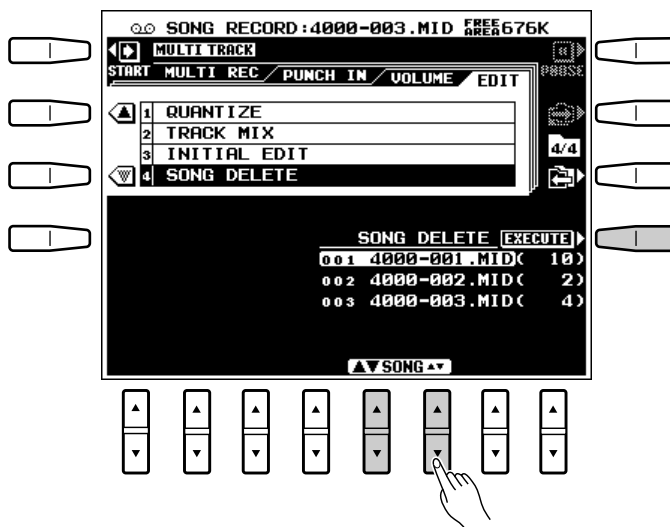 SONG RECORD:4000-003.MID FREE AREA 676K
MULTI TRACK
START MULTI REC PUNCH IN VOLUME EDIT PAUSE
1 QUANTIZE
2 TRACK MIX
3 INITIAL EDIT
4/4
4 SONG DELETE
SONG DELETE EXECUTE
001 4000-001.MID( 10)
002 4000-002.MID( 2)
003 4000-003.MID( 4)
SONG